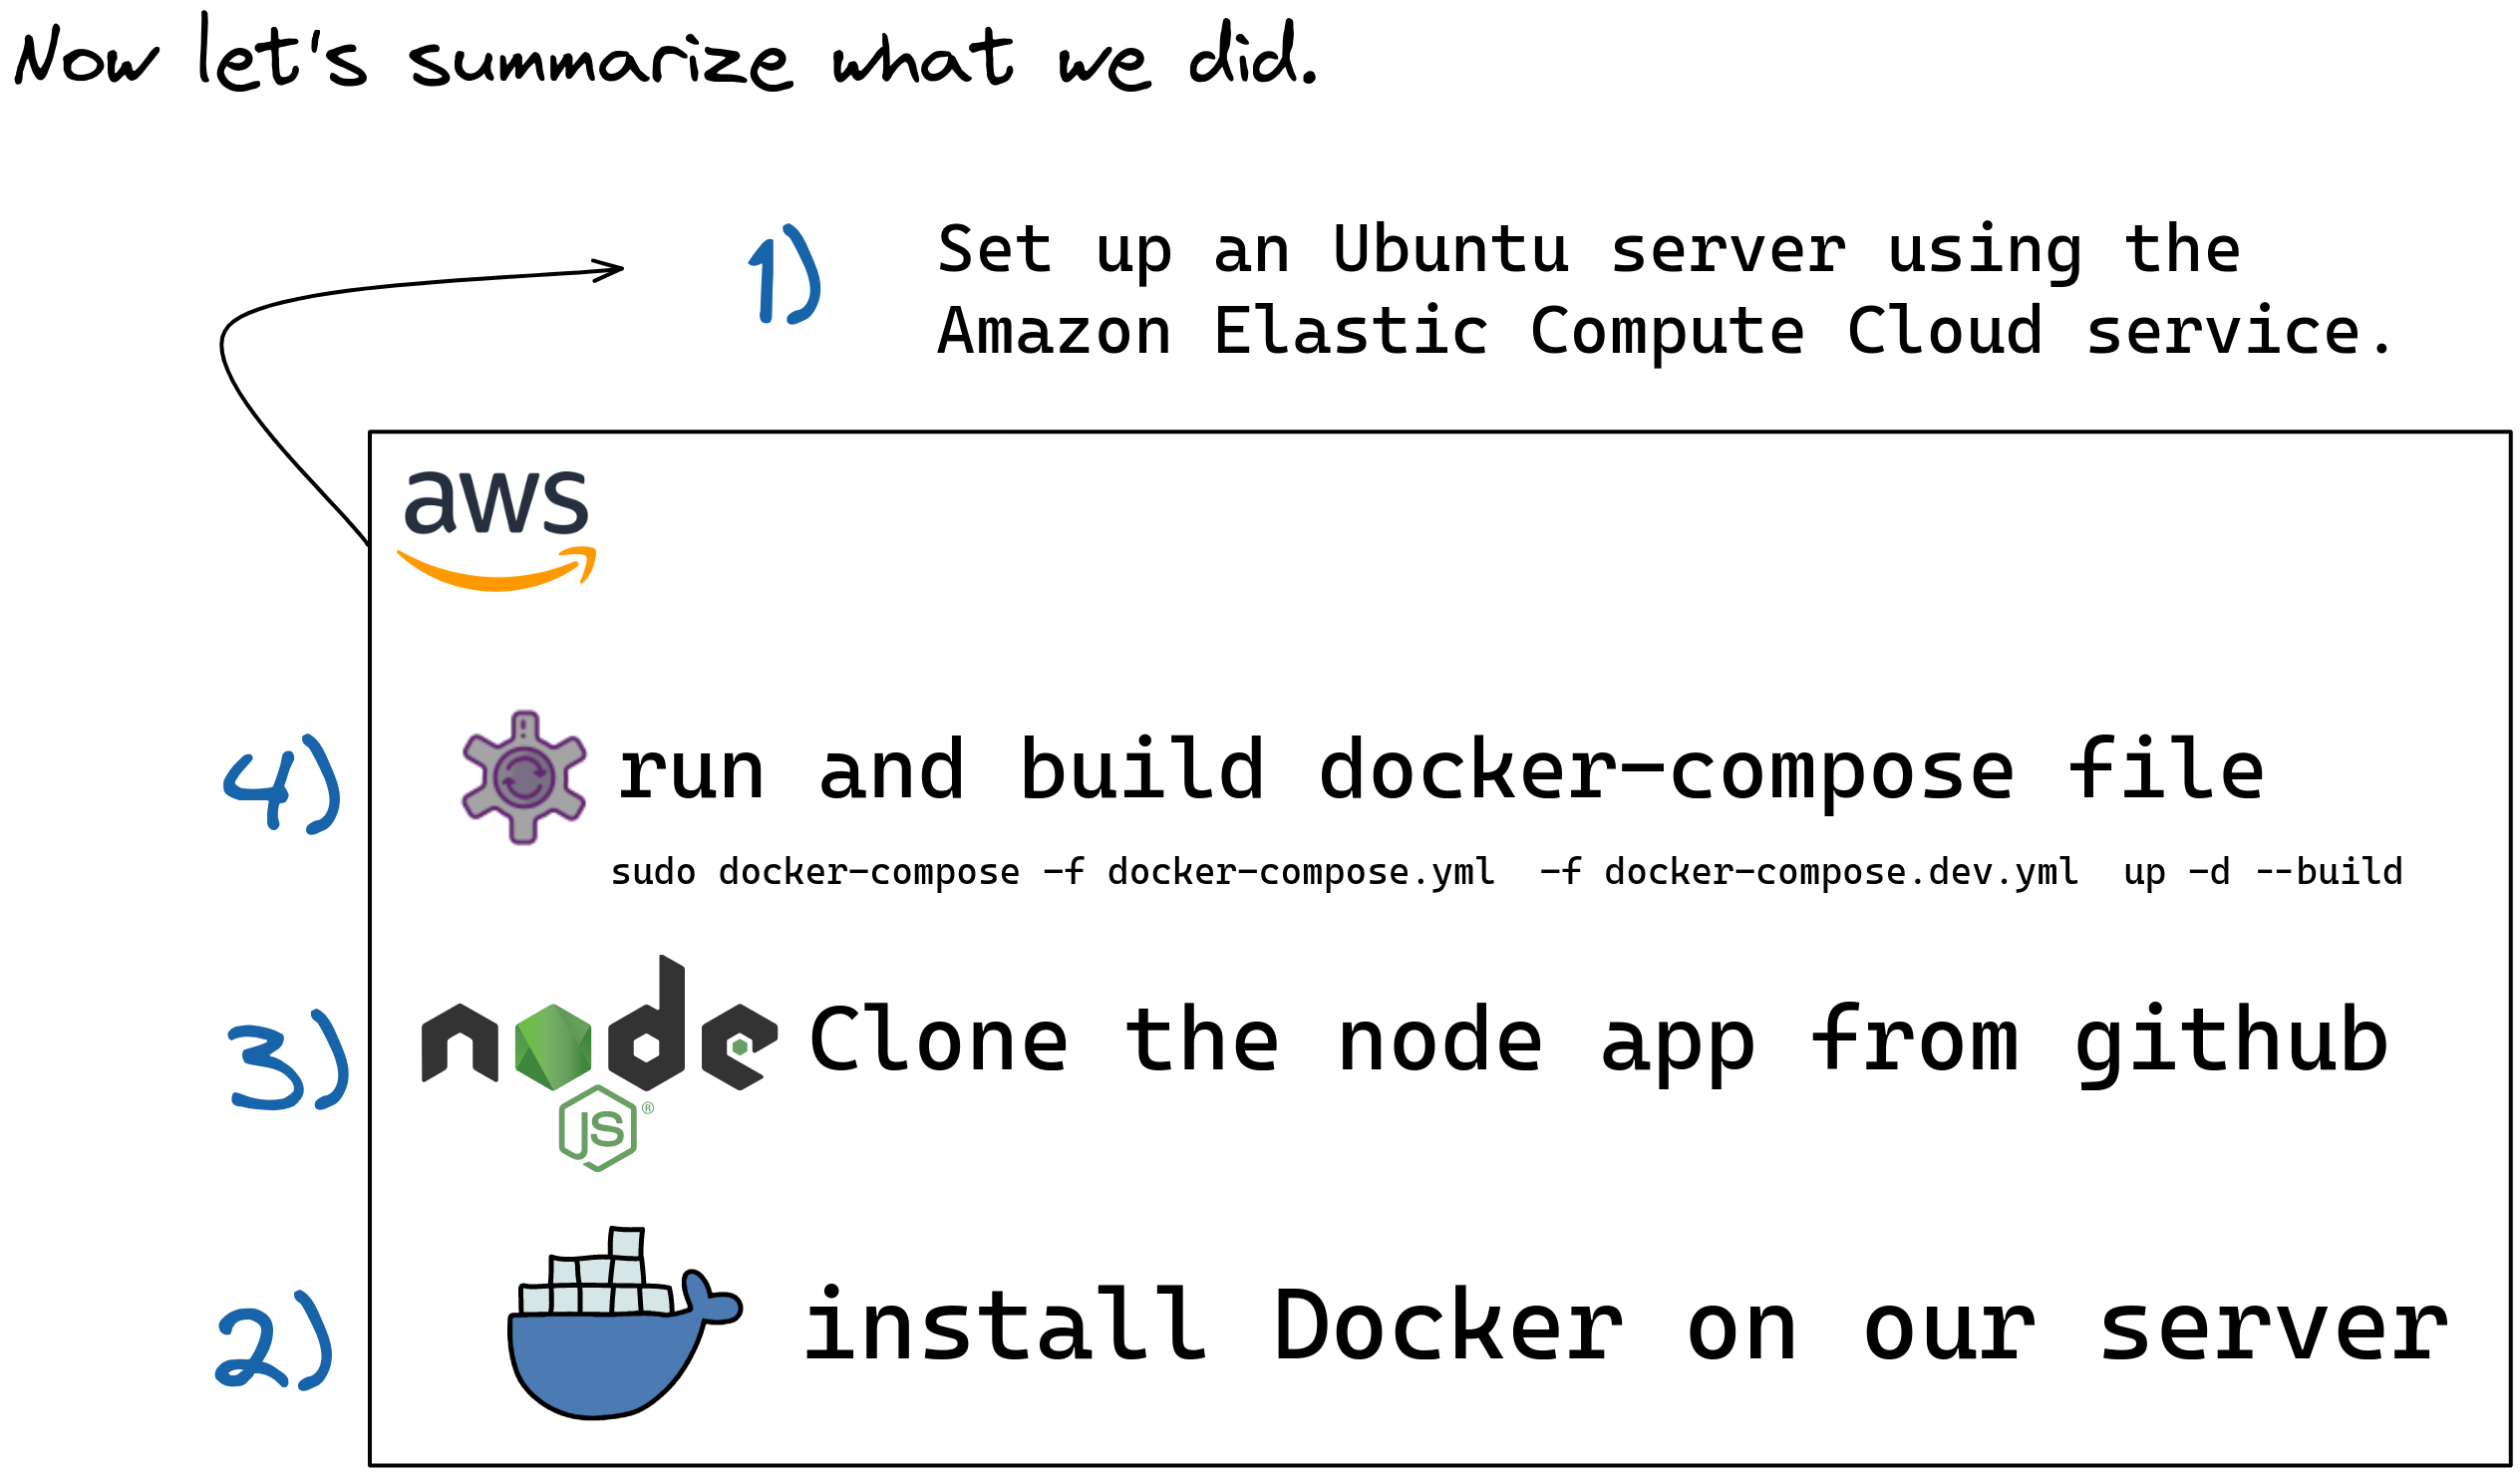 Now let's summarize what we did.
1) Set up an Ubuntu server using the
Amazon Elastic Compute Cloud service.
aws
4) run and build docker-compose file
sudo docker-compose -f docker-compose.yml  -f docker-compose.dev.yml  up -d --build
3) node Clone the node app from github
JS ®
2) install Docker on our server